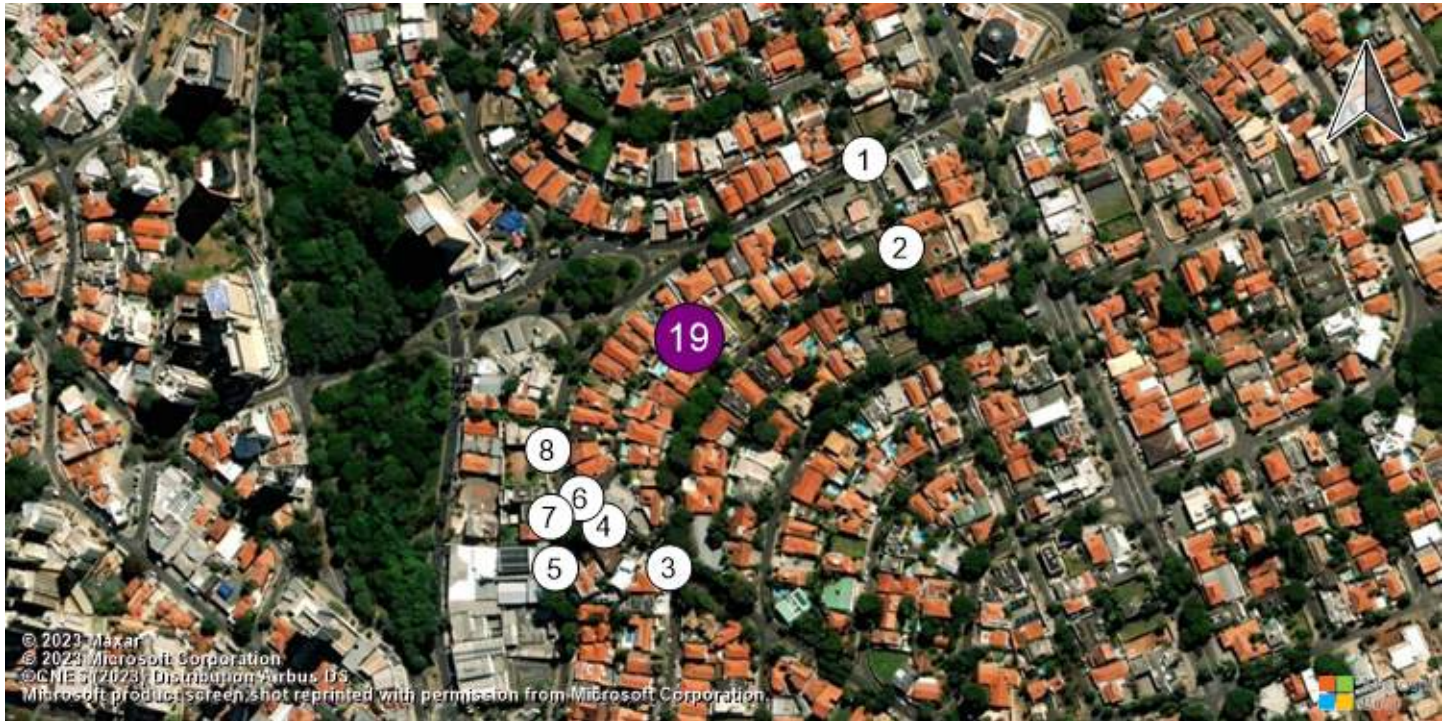 1
2
19
8
6
7
4
5
3
© 2023 Maxar
© 2023 Microsoft Corporation
©CNES (2023) Distribution Airbus DS
Microsoft product screen shot reprinted with permission from Microsoft Corporation.